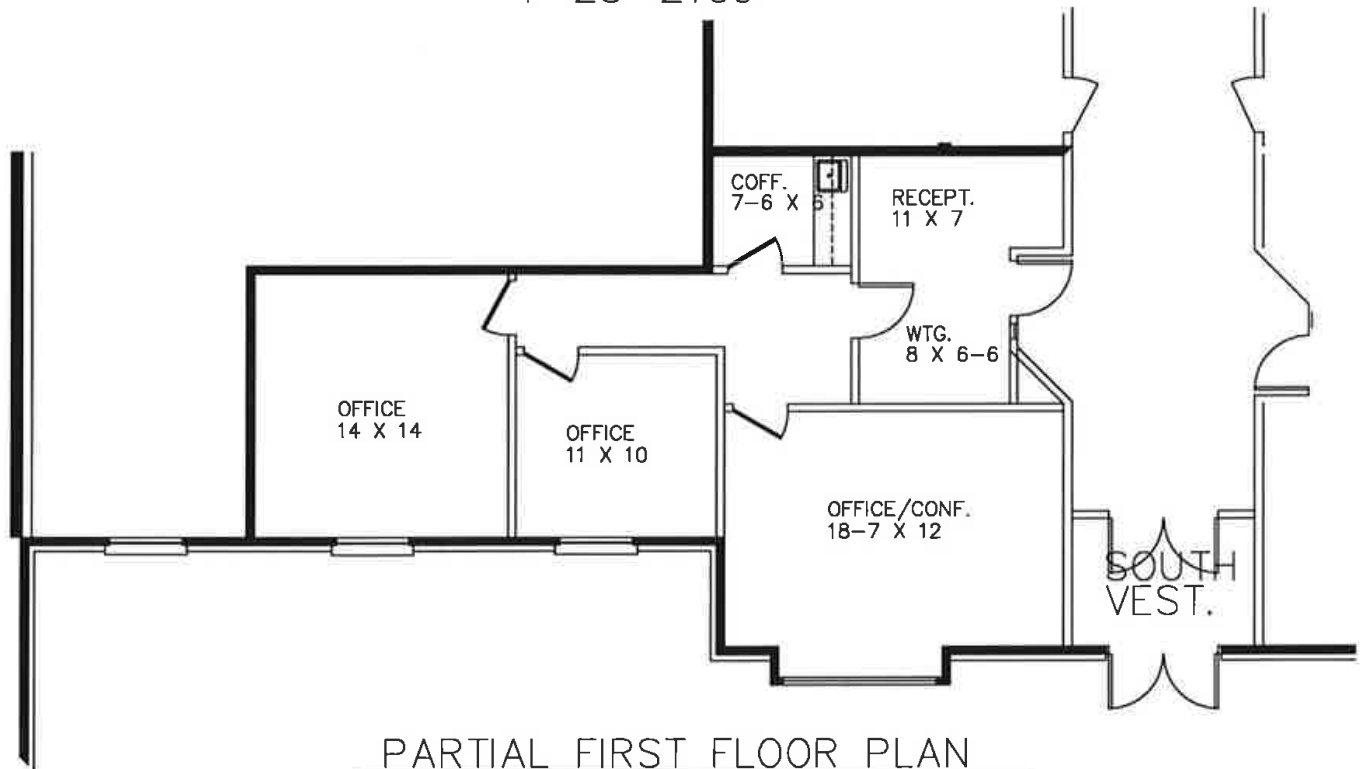 COFF.
7-6 X 6
RECEPT.
11 X 7
WTG.
8 X 6-6
OFFICE
14 X 14
OFFICE
11 X 10
OFFICE/CONF.
18-7 X 12
SOUTH
VEST.
PARTIAL FIRST FLOOR PLAN